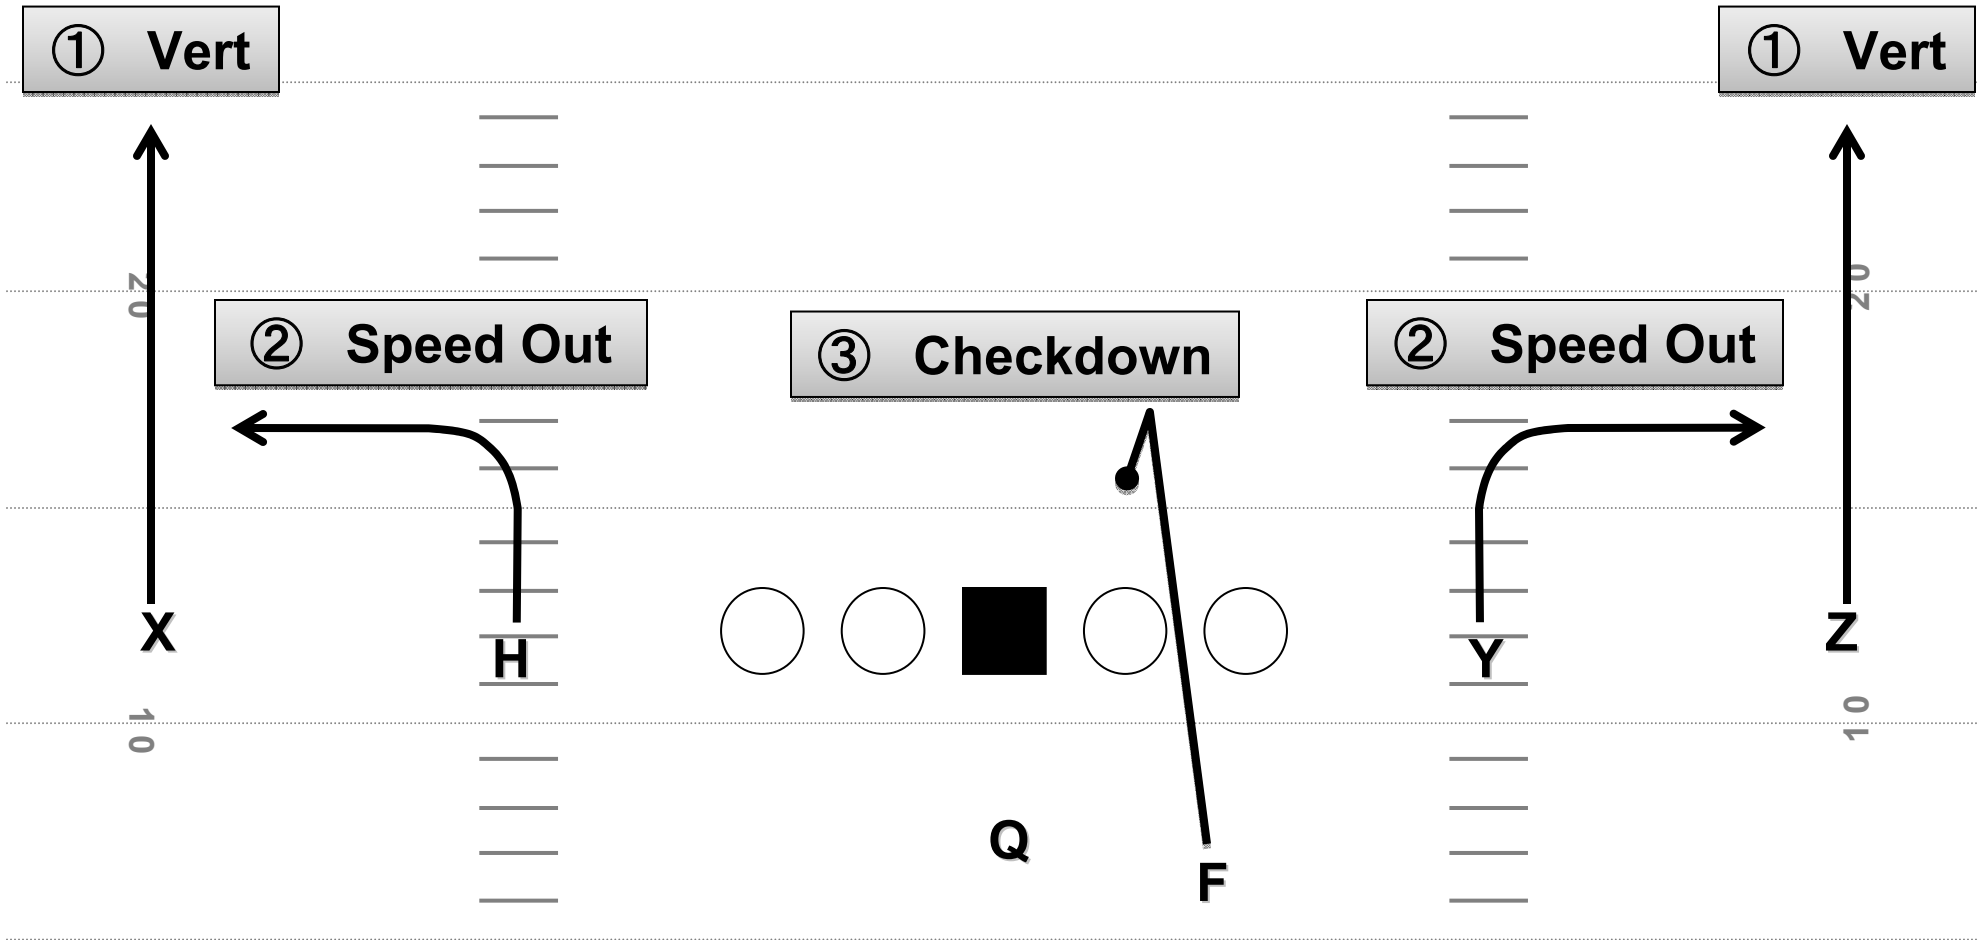 ① Vert
① Vert
20
20
② Speed Out
③ Checkdown
② Speed Out
X
H
Y
Z
10
10
Q
F